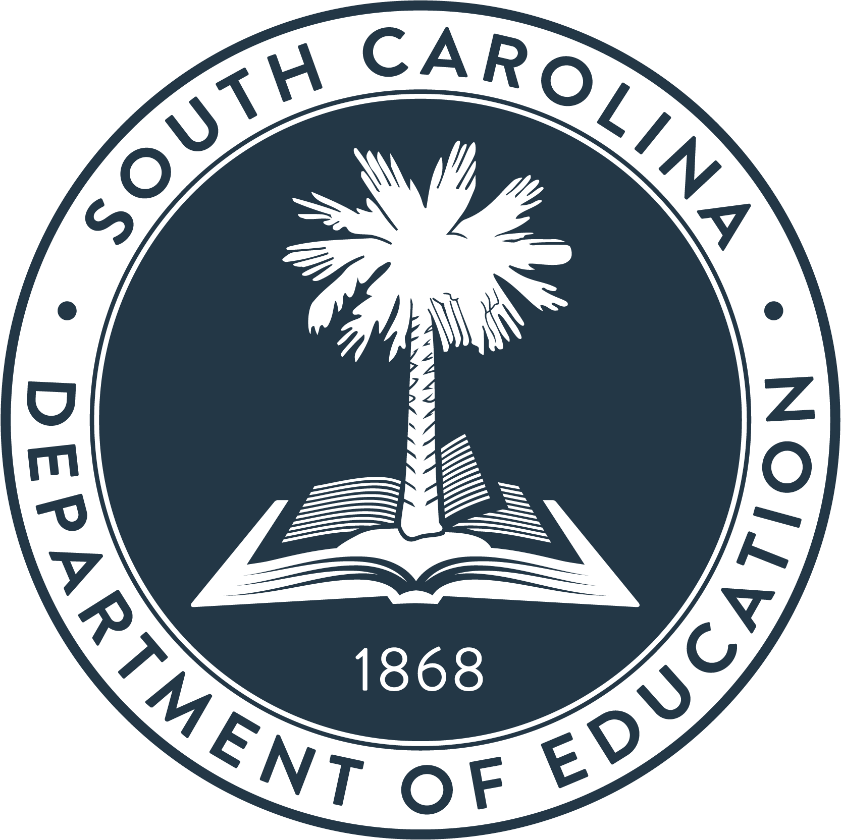 SOUTH CAROLINA
DEPARTMENT OF EDUCATION
1868